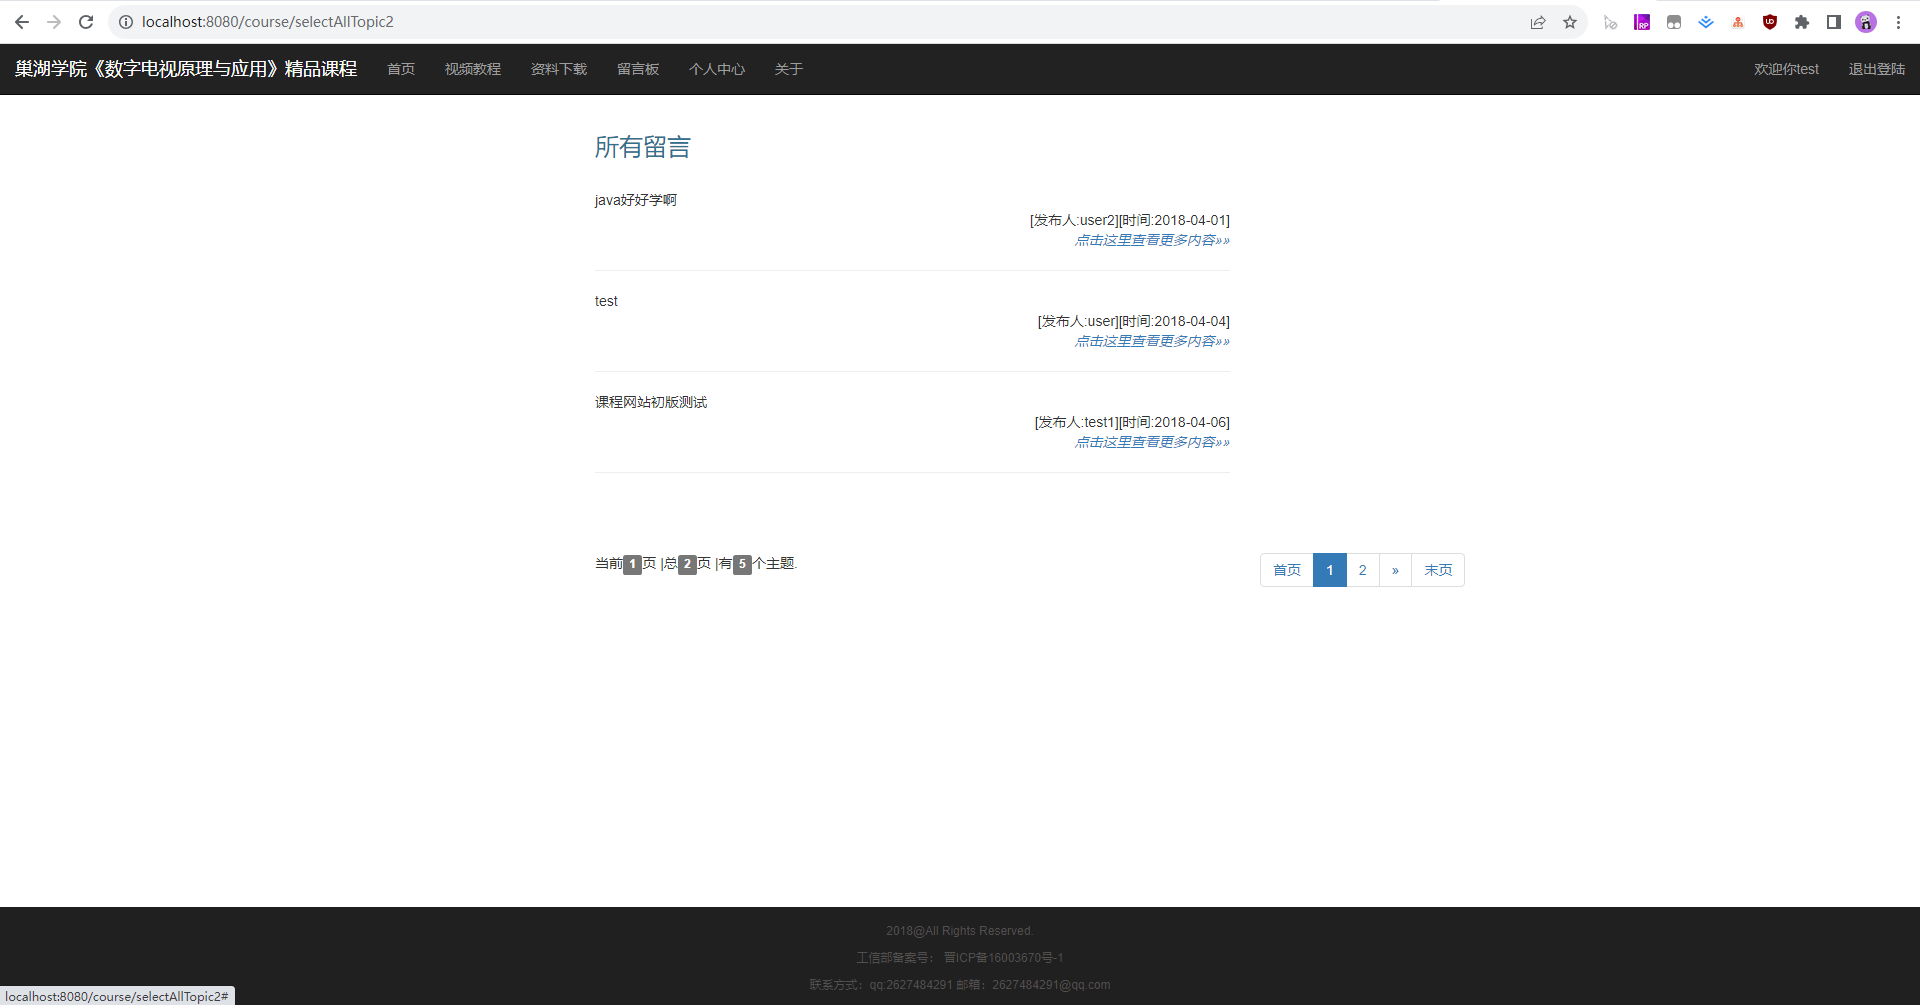 localhost:8080/course/selectAllTopic2
巢湖学院《数字电视原理与应用》精品课程 首页 视频教程 资料下载 留言板 个人中心 关于 欢迎你test 退出登陆
所有留言
java好好学啊
[发布人:user2][时间:2018-04-01]
点击这里查看更多内容»»
test
[发布人:user][时间:2018-04-04]
点击这里查看更多内容»»
课程网站初版测试
[发布人:test1][时间:2018-04-06]
点击这里查看更多内容»»
当前1页 |总2页 |有5个主题.
首页 1 2 » 末页
2018@All Rights Reserved.
工信部备案号： 晋ICP备16003670号-1
联系方式：qq:2627484291 邮箱：2627484291@qq.com
localhost:8080/course/selectAllTopic2#